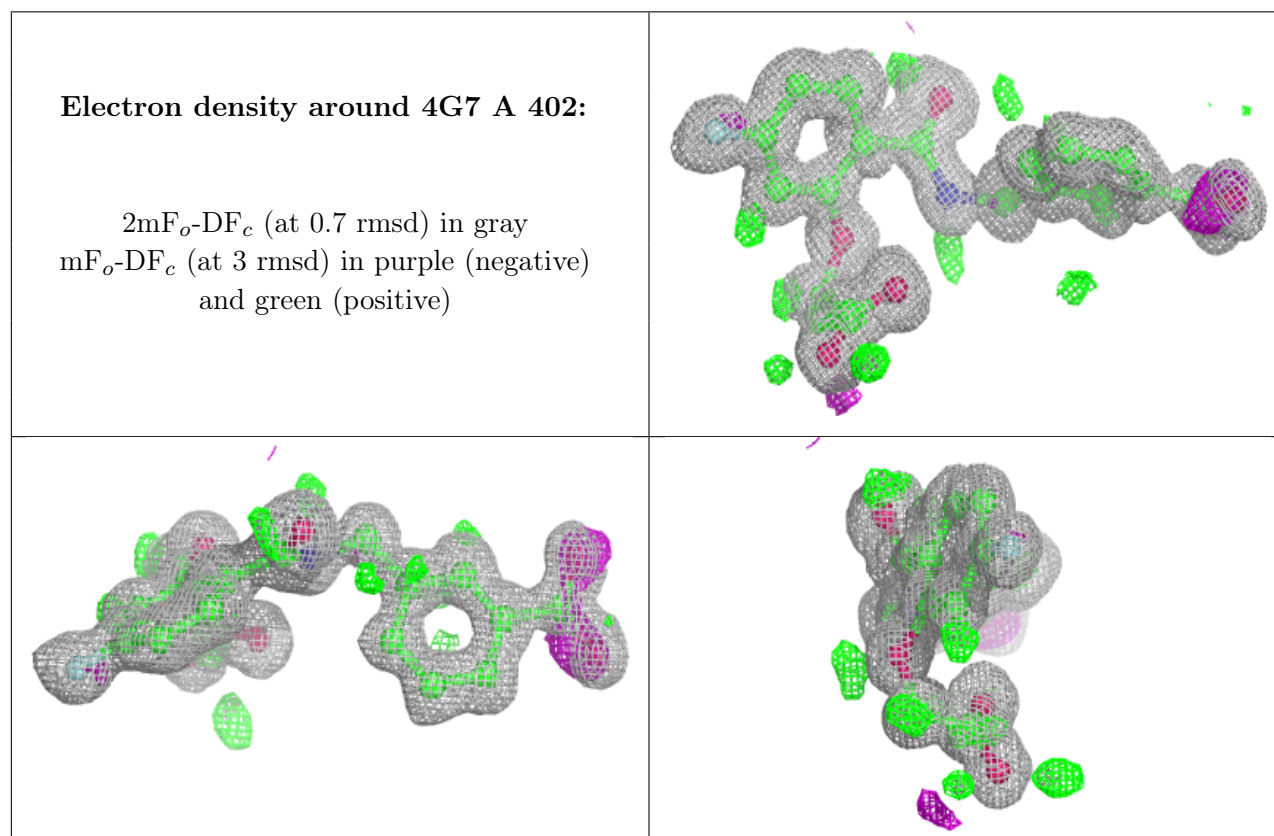 Electron density around 4G7 A 402:
2mFₒ-DF𝒸 (at 0.7 rmsd) in gray
mFₒ-DF𝒸 (at 3 rmsd) in purple (negative)
and green (positive)